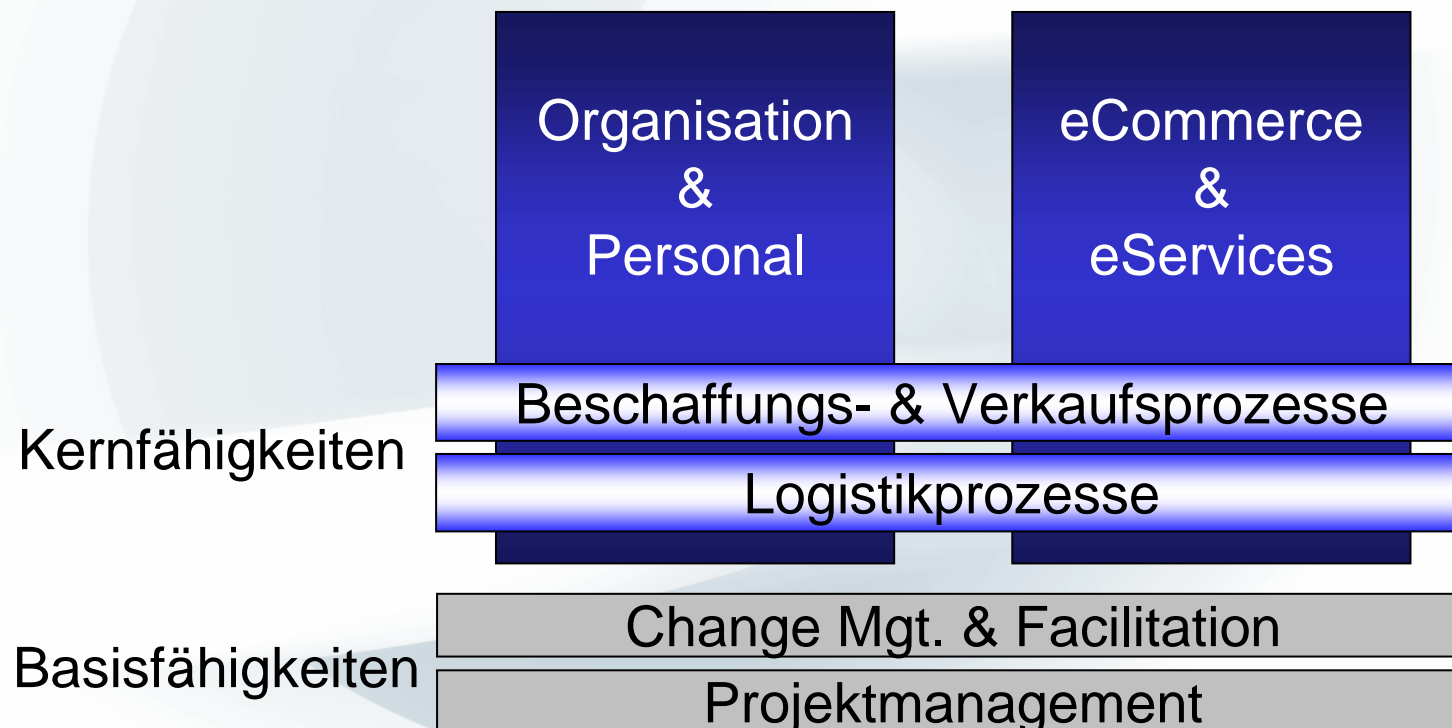 Organisation
&
Personal
eCommerce
&
eServices
Beschaffungs- & Verkaufsprozesse
Kernfähigkeiten
Logistikprozesse
Change Mgt. & Facilitation
Basisfähigkeiten
Projektmanagement